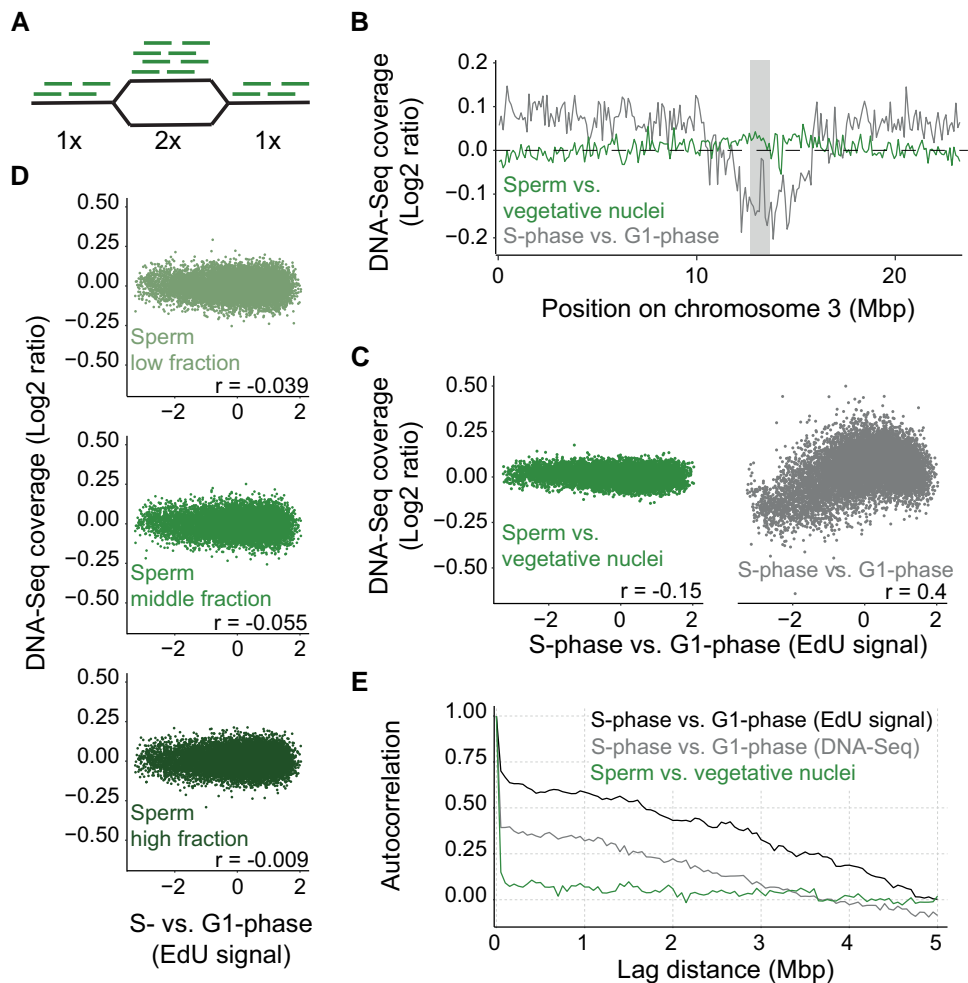 A
1x
2x
1x
B
DNA-Seq coverage
(Log2 ratio)
0.2
0.1
0.0
−0.1
−0.2
Sperm vs.
vegetative nuclei
S-phase vs. G1-phase
0
10
20
Position on chromosome 3 (Mbp)
D
DNA-Seq coverage (Log2 ratio)
0.50
0.25
0.00
−0.25
−0.50
Sperm
low fraction
r = -0.039
−2
0
2
0.50
0.25
0.00
−0.25
−0.50
Sperm
middle fraction
r = -0.055
−2
0
2
0.50
0.25
0.00
−0.25
−0.50
Sperm
high fraction
r = -0.009
−2
0
2
S- vs. G1-phase
(EdU signal)
C
DNA-Seq coverage
(Log2 ratio)
0.50
0.25
0.00
−0.25
−0.50
Sperm vs.
vegetative nuclei
r = -0.15
−2
0
2
S-phase vs. G1-phase
r = 0.4
−2
0
2
S-phase vs. G1-phase (EdU signal)
E
Autocorrelation
1.00
0.75
0.50
0.25
0.00
S-phase vs. G1-phase (EdU signal)
S-phase vs. G1-phase (DNA-Seq)
Sperm vs. vegetative nuclei
0
1
2
3
4
5
Lag distance (Mbp)